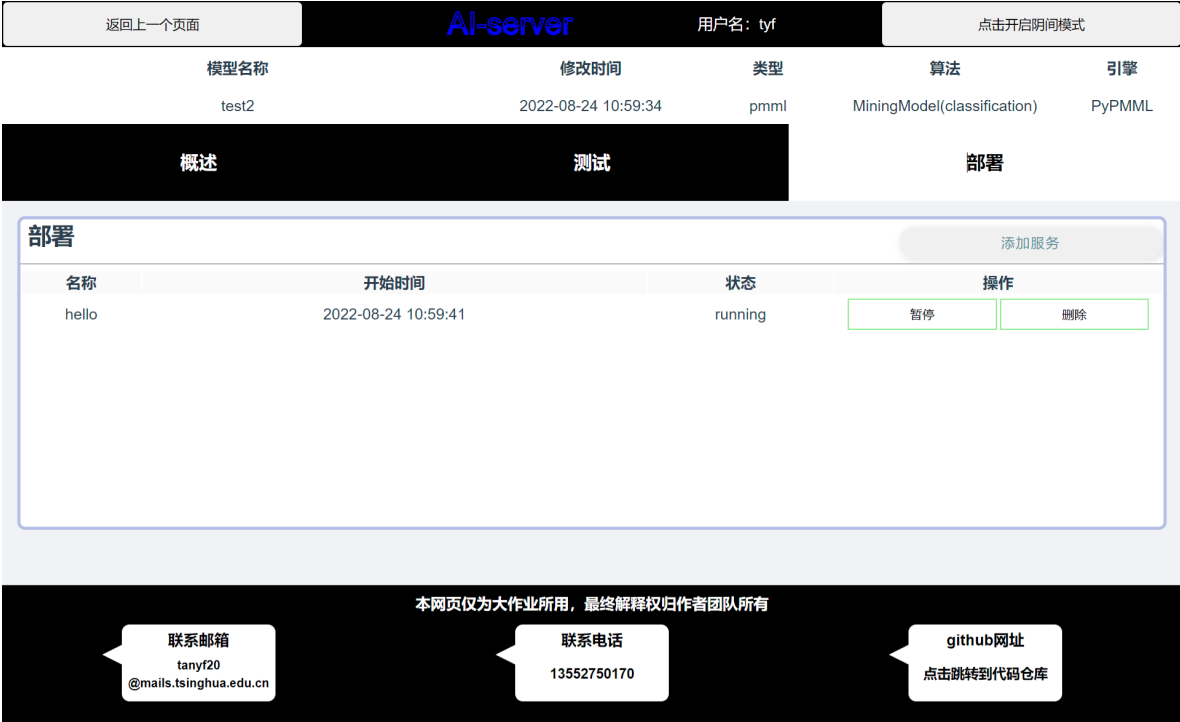 返回上一个页面 AI-server 用户名：tyf 点击开启阴间模式
模型名称 修改时间 类型 算法 引擎
test2 2022-08-24 10:59:34 pmml MiningModel(classification) PyPMML
概述 测试 部署
部署 添加服务
名称 开始时间 状态 操作
hello 2022-08-24 10:59:41 running 暂停 删除
本网页仅为大作业所用，最终解释权归作者团队所有
联系邮箱
tanyf20
@mails.tsinghua.edu.cn
联系电话
13552750170
github网址
点击跳转到代码仓库